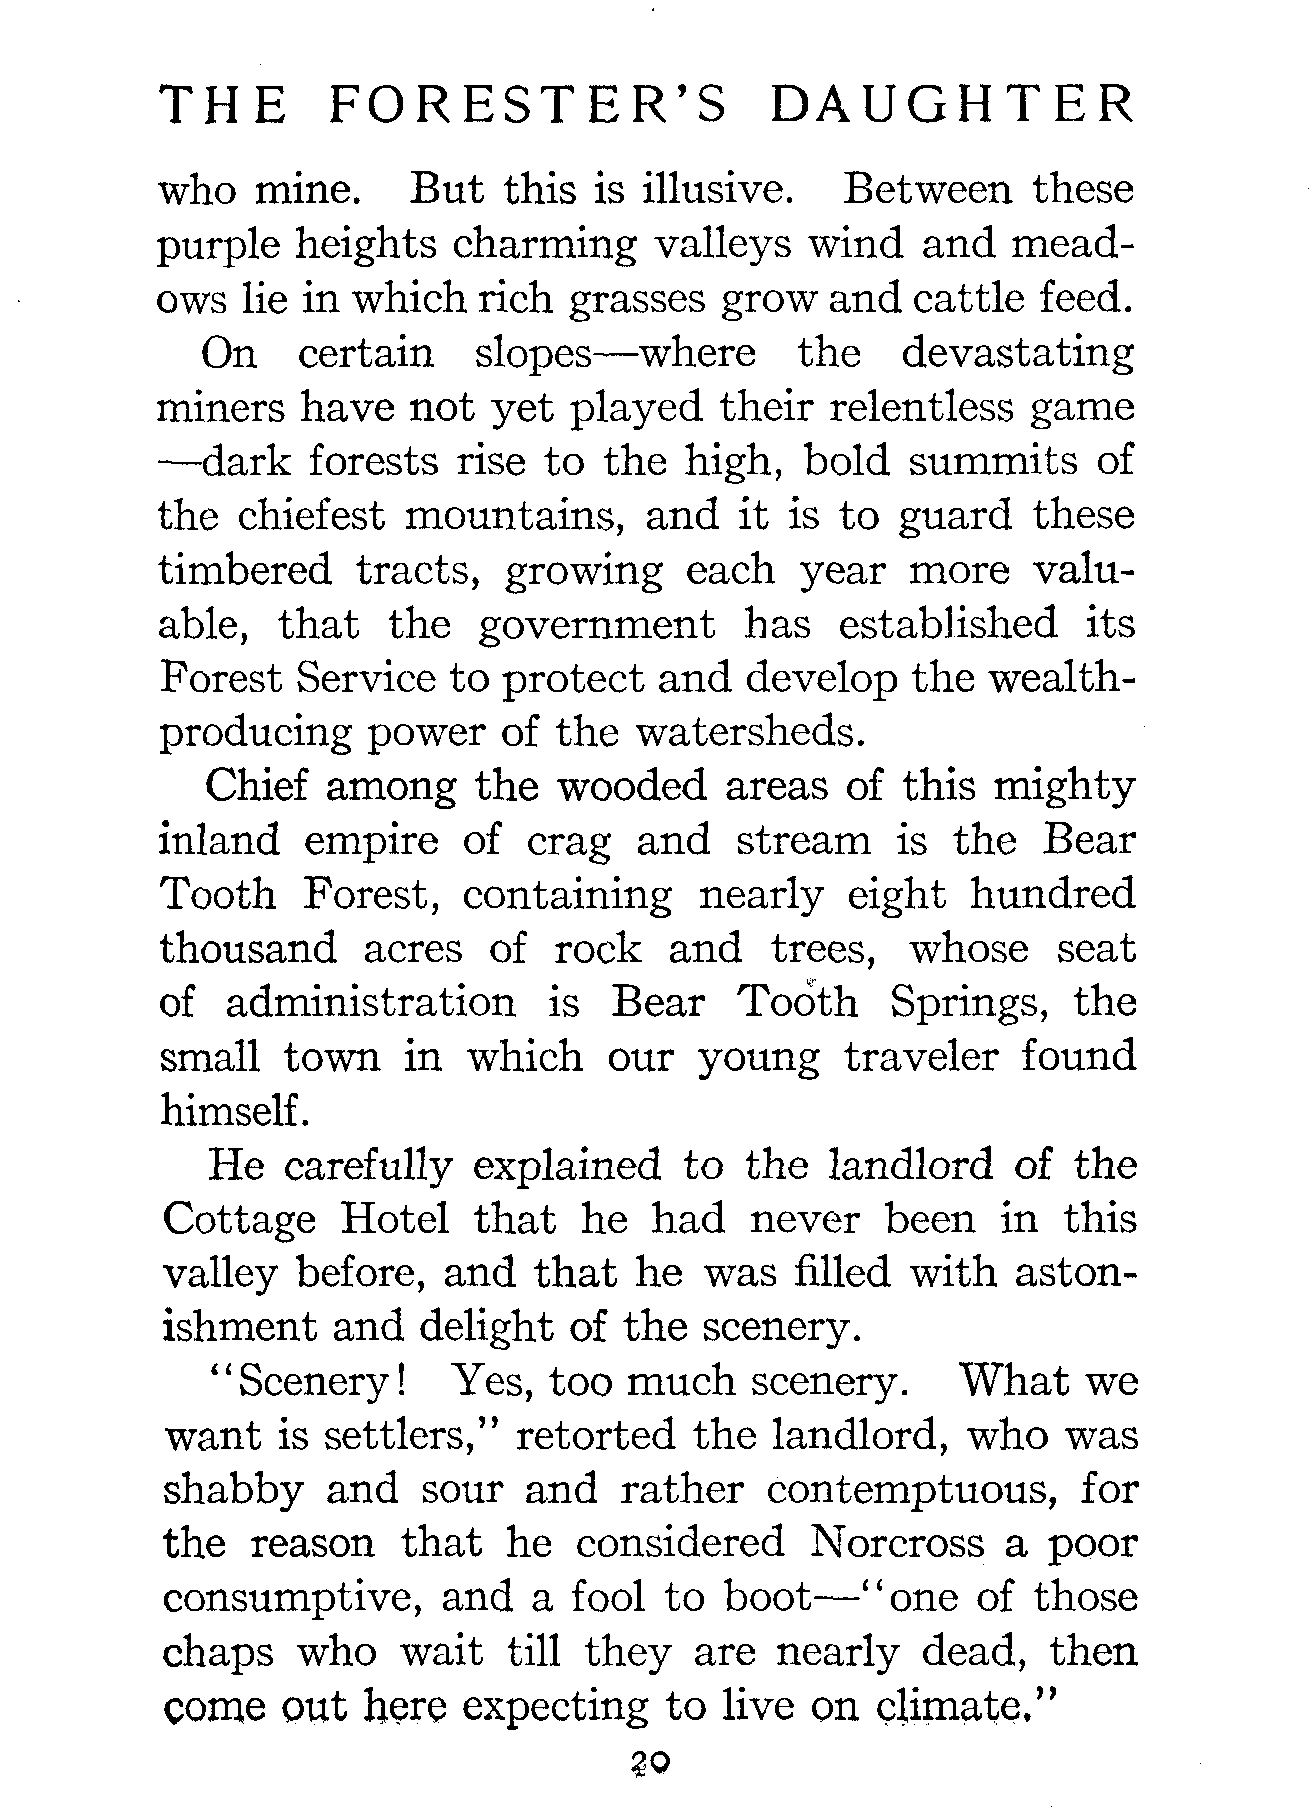 THE FORESTER'S DAUGHTER
who mine. But this is illusive. Between these
purple heights charming valleys wind and mead-
ows lie in which rich grasses grow and cattle feed.
On certain slopes—where the devastating
miners have not yet played their relentless game
—dark forests rise to the high, bold summits of
the chiefest mountains, and it is to guard these
timbered tracts, growing each year more valu-
able, that the government has established its
Forest Service to protect and develop the wealth-
producing power of the watersheds.
Chief among the wooded areas of this mighty
inland empire of crag and stream is the Bear
Tooth Forest, containing nearly eight hundred
thousand acres of rock and trees, whose seat
of administration is Bear Tooth Springs, the
small town in which our young traveler found
himself.
He carefully explained to the landlord of the
Cottage Hotel that he had never been in this
valley before, and that he was filled with aston-
ishment and delight of the scenery.
“Scenery! Yes, too much scenery. What we
want is settlers,” retorted the landlord, who was
shabby and sour and rather contemptuous, for
the reason that he considered Norcross a poor
consumptive, and a fool to boot—“one of those
chaps who wait till they are nearly dead, then
come out here expecting to live on climate.”
20